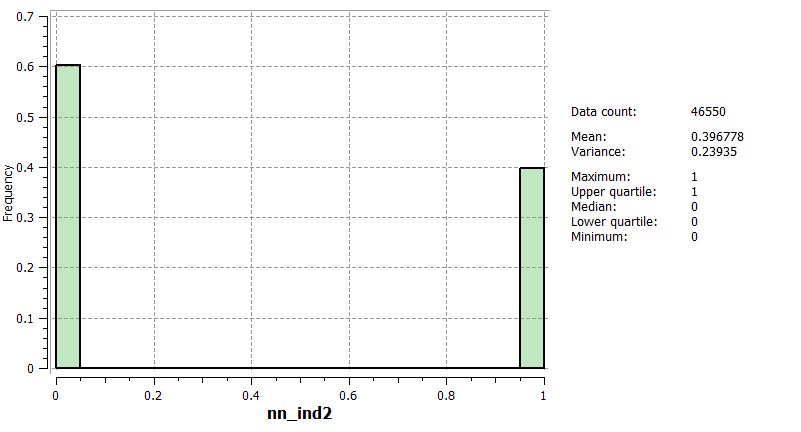 0.7
0.6
0.5
0.4
0.3
0.2
0.1
0
Frequency
0 0.2 0.4 0.6 0.8 1
nn_ind2
Data count: 46550
Mean: 0.396778
Variance: 0.23935
Maximum: 1
Upper quartile: 1
Median: 0
Lower quartile: 0
Minimum: 0